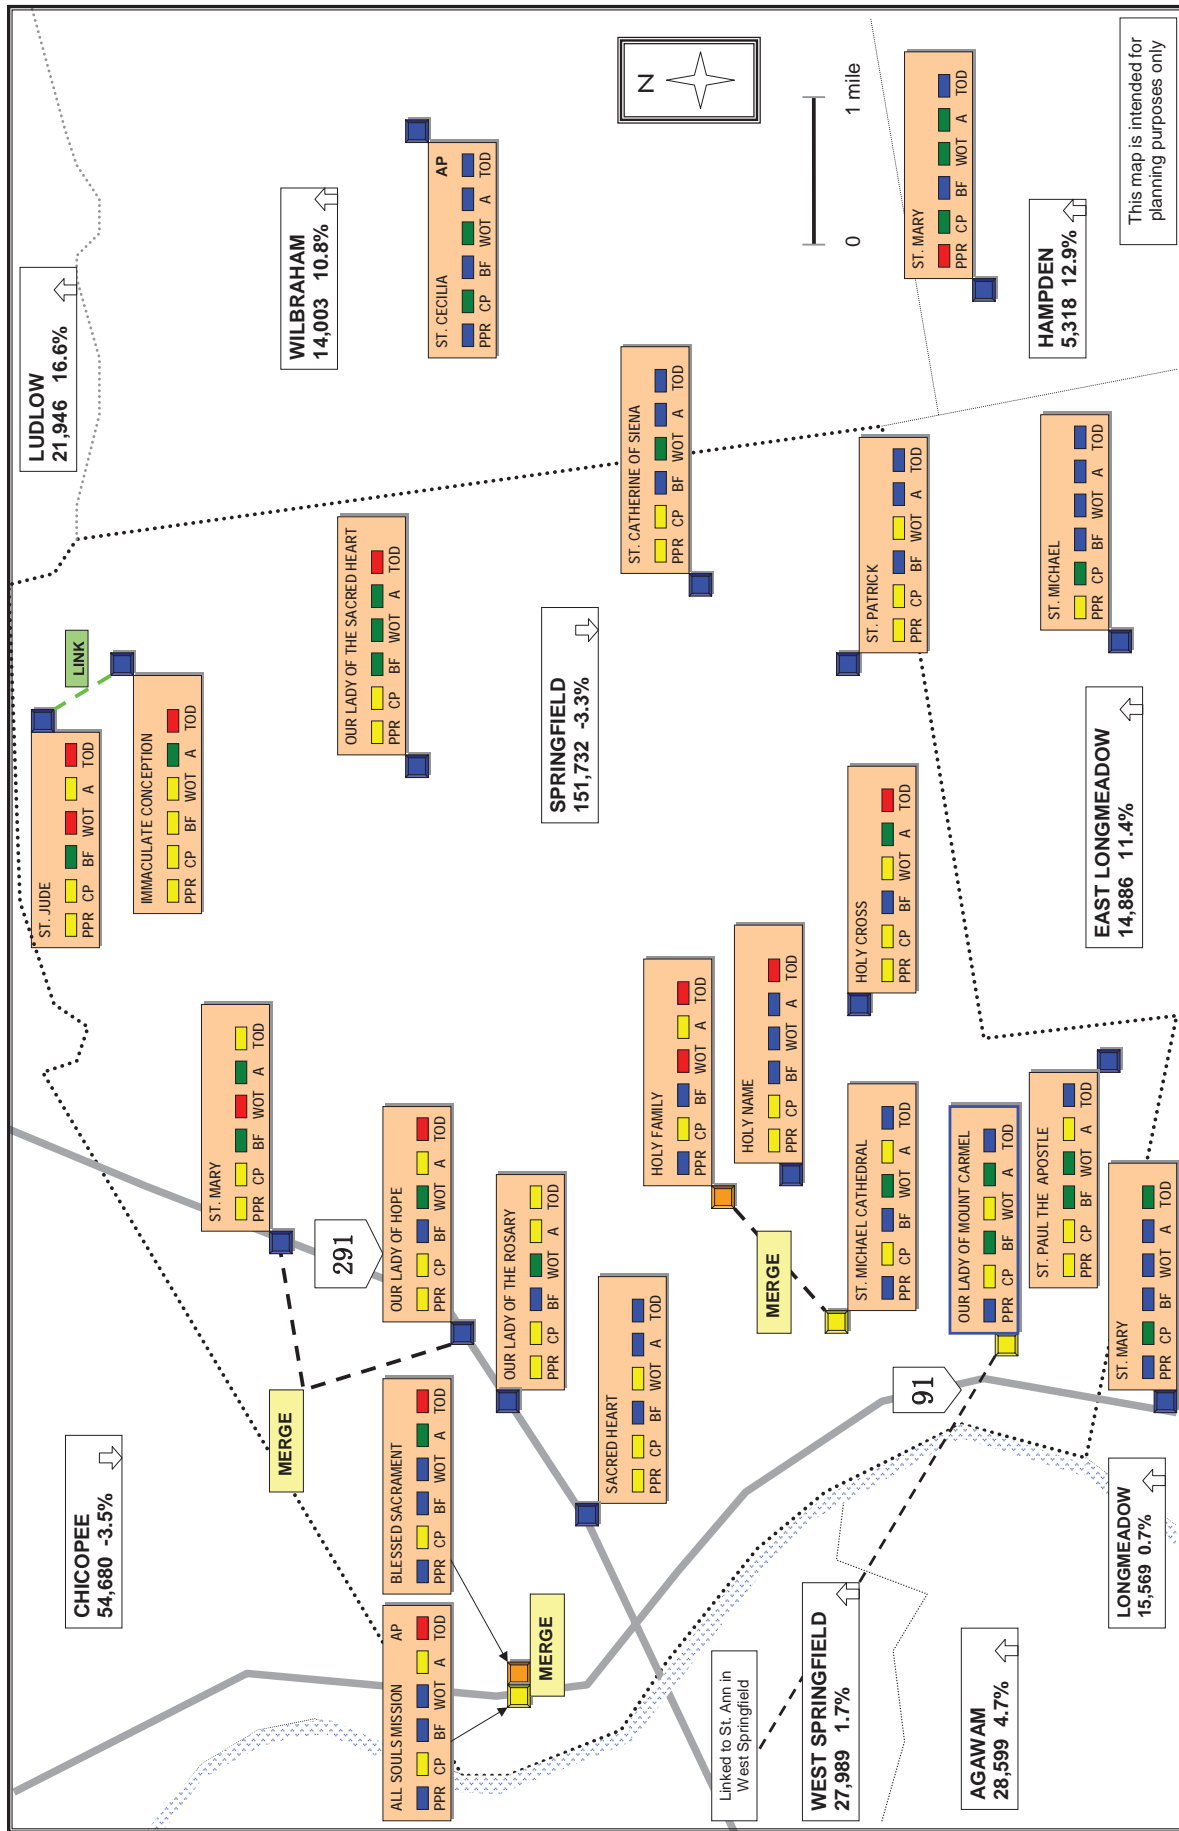 CHICOPEE
54,680 -3.5%
LUDLOW
21,946 16.6%
WILBRAHAM
14,003 10.8%
N
0
1 mile
LINK
ST. JUDE
PPR CP BF WOT A TOD
IMMACULATE CONCEPTION
PPR CP BF WOT A TOD
ST. MARY
PPR CP BF WOT A TOD
291
MERGE
ST. CECILIA AP
PPR CP BF WOT A TOD
OUR LADY OF THE SACRED HEART
PPR CP BF WOT A TOD
OUR LADY OF HOPE
PPR CP BF WOT A TOD
BLESSED SACRAMENT
PPR CP BF WOT A TOD
ALL SOULS MISSION AP
PPR CP BF WOT A TOD
MERGE
OUR LADY OF THE ROSARY
PPR CP BF WOT A TOD
SACRED HEART
PPR CP BF WOT A TOD
SPRINGFIELD
151,732 -3.3%
ST. CATHERINE OF SIENA
PPR CP BF WOT A TOD
HOLY FAMILY
PPR CP BF WOT A TOD
HOLY NAME
PPR CP BF WOT A TOD
MERGE
ST. MICHAEL CATHEDRAL
PPR CP BF WOT A TOD
HOLY CROSS
PPR CP BF WOT A TOD
ST. PATRICK
PPR CP BF WOT A TOD
ST. MARY
PPR CP BF WOT A TOD
Linked to St. Ann in
West Springfield
WEST SPRINGFIELD
27,989 1.7%
91
OUR LADY OF MOUNT CARMEL
PPR CP BF WOT A TOD
ST. PAUL THE APOSTLE
PPR CP BF WOT A TOD
ST. MARY
PPR CP BF WOT A TOD
AGAWAM
28,599 4.7%
LONGMEADOW
15,569 0.7%
EAST LONGMEADOW
14,886 11.4%
ST. MICHAEL
PPR CP BF WOT A TOD
HAMPDEN
5,318 12.9%
This map is intended for
planning purposes only